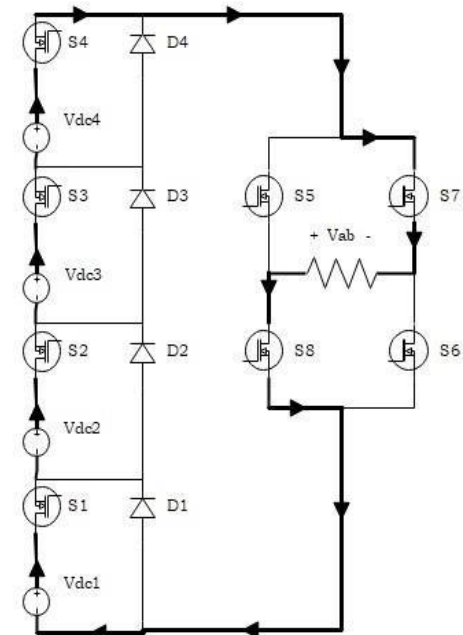 S4 D4
Vdc4
S3 D3 S5 S7
+ Vab -
Vdc3
S2 D2 S8 S6
Vdc2
S1 D1
Vdc1